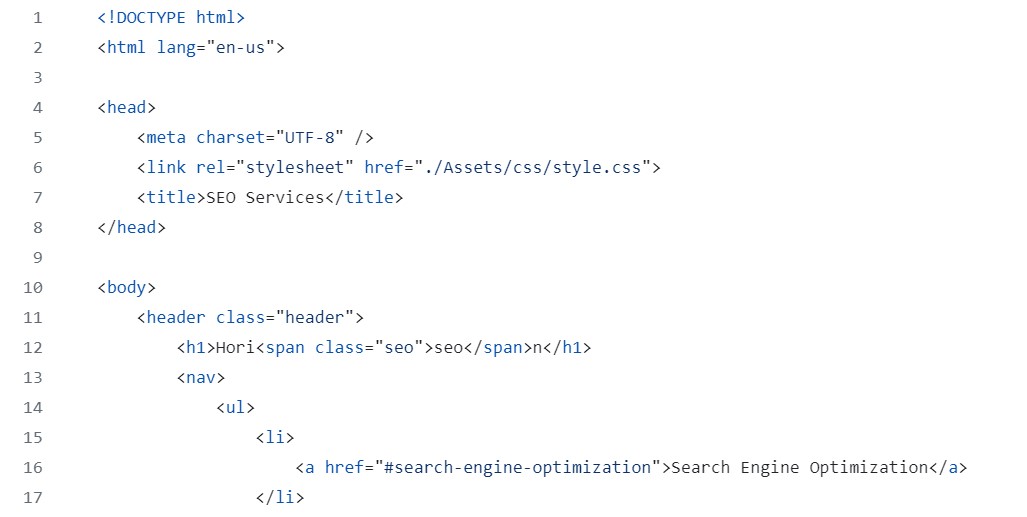 1 <!DOCTYPE html>
2 <html lang="en-us">
3
4 <head>
5 <meta charset="UTF-8" />
6 <link rel="stylesheet" href="./Assets/css/style.css">
7 <title>SEO Services</title>
8 </head>
9
10 <body>
11 <header class="header">
12 <h1>Hori<span class="seo">seo</span>n</h1>
13 <nav>
14 <ul>
15 <li>
16 <a href="#search-engine-optimization">Search Engine Optimization</a>
17 </li>